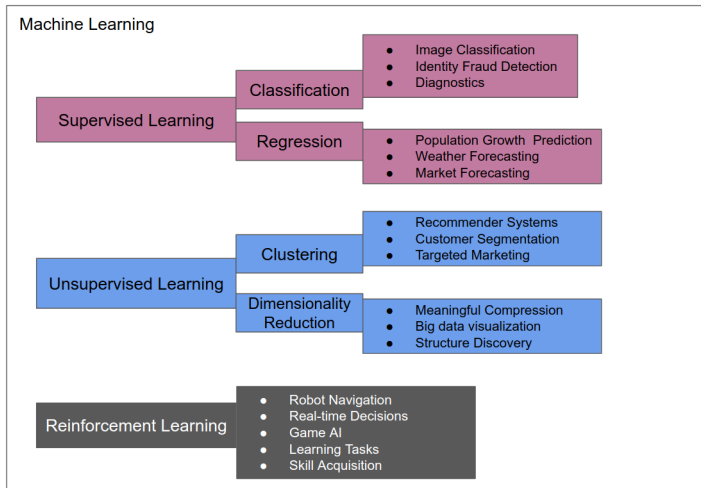 Machine Learning
Supervised Learning
Classification
● Image Classification
● Identity Fraud Detection
● Diagnostics
Regression
● Population Growth Prediction
● Weather Forecasting
● Market Forecasting
Unsupervised Learning
Clustering
● Recommender Systems
● Customer Segmentation
● Targeted Marketing
Dimensionality
Reduction
● Meaningful Compression
● Big data visualization
● Structure Discovery
Reinforcement Learning
● Robot Navigation
● Real-time Decisions
● Game AI
● Learning Tasks
● Skill Acquisition